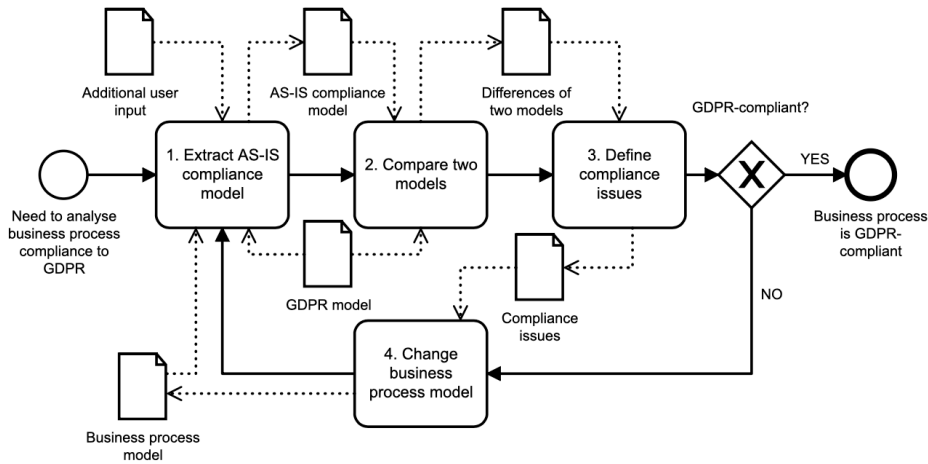 Additional user
input
AS-IS compliance
model
Differences of
two models
GDPR-compliant?
1. Extract AS-IS
compliance
model
2. Compare two
models
3. Define
compliance
issues
X
YES
Need to analyse
business process
compliance to
GDPR
Business process
is GDPR-
compliant
GDPR model
NO
Compliance
issues
4. Change
business
process model
Business process
model